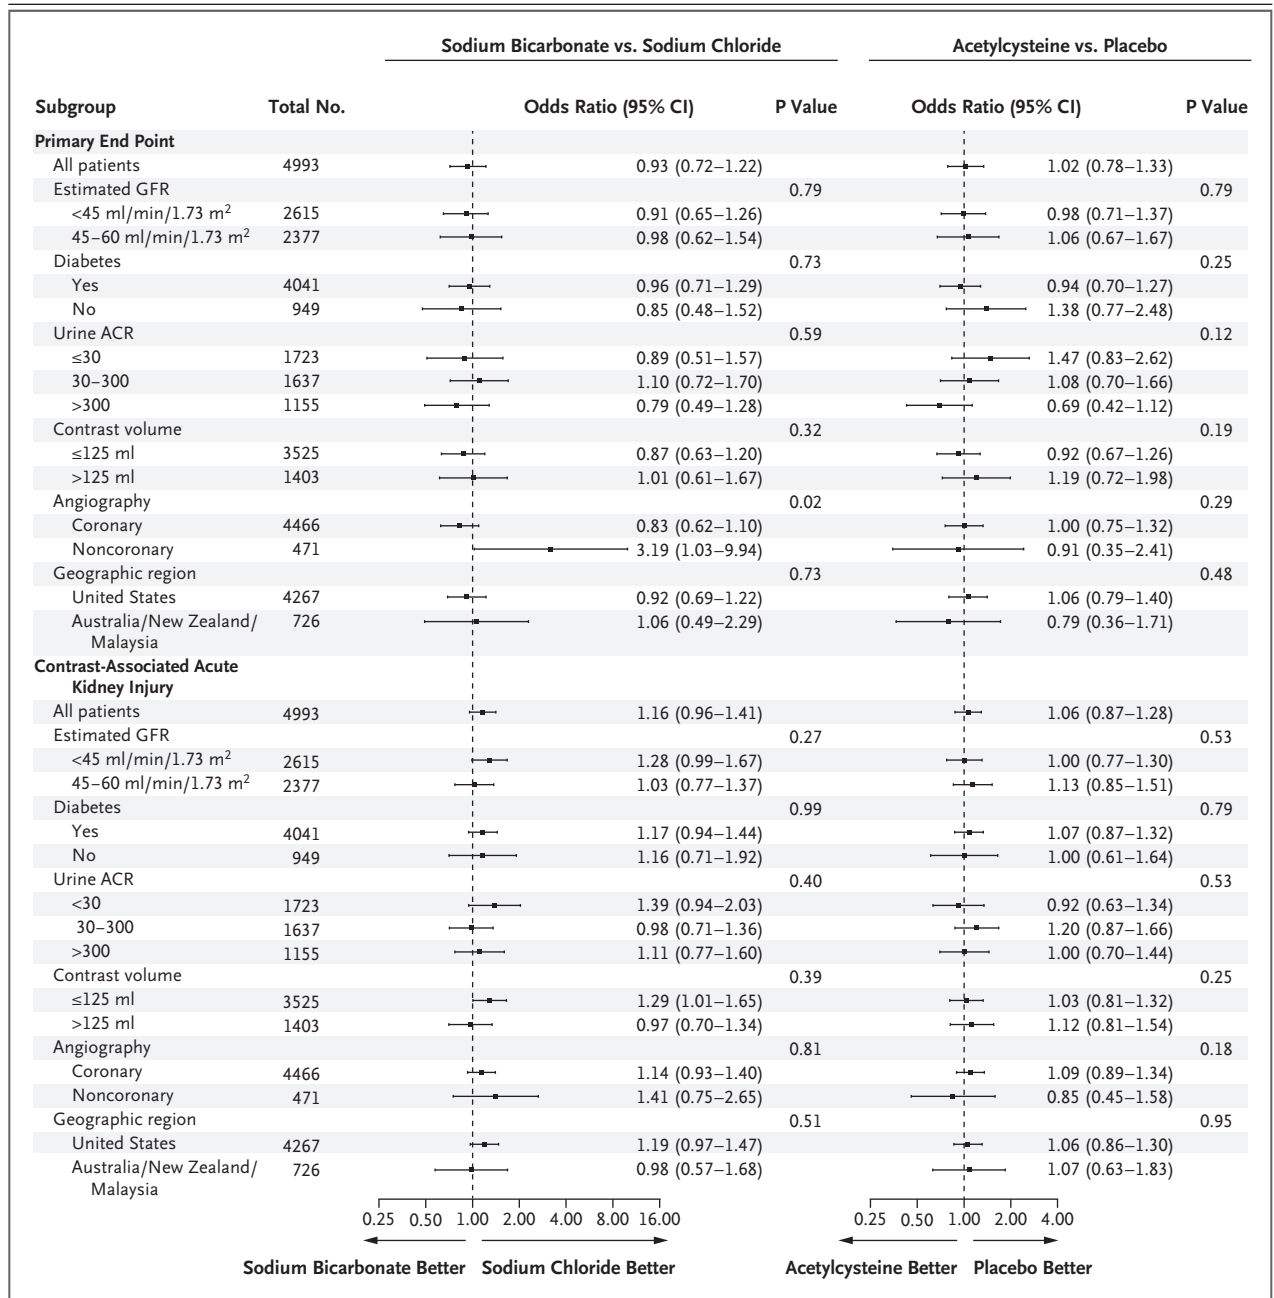 Sodium Bicarbonate vs. Sodium Chloride Acetylcysteine vs. Placebo
Subgroup Total No. Odds Ratio (95% CI) P Value Odds Ratio (95% CI) P Value
Primary End Point
All patients 4993 0.93 (0.72–1.22) 1.02 (0.78–1.33)
Estimated GFR 0.79 0.79
<45 ml/min/1.73 m² 2615 0.91 (0.65–1.26) 0.98 (0.71–1.37)
45–60 ml/min/1.73 m² 2377 0.98 (0.62–1.54) 1.06 (0.67–1.67)
Diabetes 0.73 0.25
Yes 4041 0.96 (0.71–1.29) 0.94 (0.70–1.27)
No 949 0.85 (0.48–1.52) 1.38 (0.77–2.48)
Urine ACR 0.59 0.12
≤30 1723 0.89 (0.51–1.57) 1.47 (0.83–2.62)
30–300 1637 1.10 (0.72–1.70) 1.08 (0.70–1.66)
>300 1155 0.79 (0.49–1.28) 0.69 (0.42–1.12)
Contrast volume 0.32 0.19
≤125 ml 3525 0.87 (0.63–1.20) 0.92 (0.67–1.26)
>125 ml 1403 1.01 (0.61–1.67) 1.19 (0.72–1.98)
Angiography 0.02 0.29
Coronary 4466 0.83 (0.62–1.10) 1.00 (0.75–1.32)
Noncoronary 471 3.19 (1.03–9.94) 0.91 (0.35–2.41)
Geographic region 0.73 0.48
United States 4267 0.92 (0.69–1.22) 1.06 (0.79–1.40)
Australia/New Zealand/ 726 1.06 (0.49–2.29) 0.79 (0.36–1.71)
Malaysia
Contrast-Associated Acute
Kidney Injury
All patients 4993 1.16 (0.96–1.41) 1.06 (0.87–1.28)
Estimated GFR 0.27 0.53
<45 ml/min/1.73 m² 2615 1.28 (0.99–1.67) 1.00 (0.77–1.30)
45–60 ml/min/1.73 m² 2377 1.03 (0.77–1.37) 1.13 (0.85–1.51)
Diabetes 0.99 0.79
Yes 4041 1.17 (0.94–1.44) 1.07 (0.87–1.32)
No 949 1.16 (0.71–1.92) 1.00 (0.61–1.64)
Urine ACR 0.40 0.53
<30 1723 1.39 (0.94–2.03) 0.92 (0.63–1.34)
30–300 1637 0.98 (0.71–1.36) 1.20 (0.87–1.66)
>300 1155 1.11 (0.77–1.60) 1.00 (0.70–1.44)
Contrast volume 0.39 0.25
≤125 ml 3525 1.29 (1.01–1.65) 1.03 (0.81–1.32)
>125 ml 1403 0.97 (0.70–1.34) 1.12 (0.81–1.54)
Angiography 0.81 0.18
Coronary 4466 1.14 (0.93–1.40) 1.09 (0.89–1.34)
Noncoronary 471 1.41 (0.75–2.65) 0.85 (0.45–1.58)
Geographic region 0.51 0.95
United States 4267 1.19 (0.97–1.47) 1.06 (0.86–1.30)
Australia/New Zealand/ 726 0.98 (0.57–1.68) 1.07 (0.63–1.83)
Malaysia
0.25 0.50 1.00 2.00 4.00 8.00 16.00 0.25 0.50 1.00 2.00 4.00
Sodium Bicarbonate Better Sodium Chloride Better Acetylcysteine Better Placebo Better